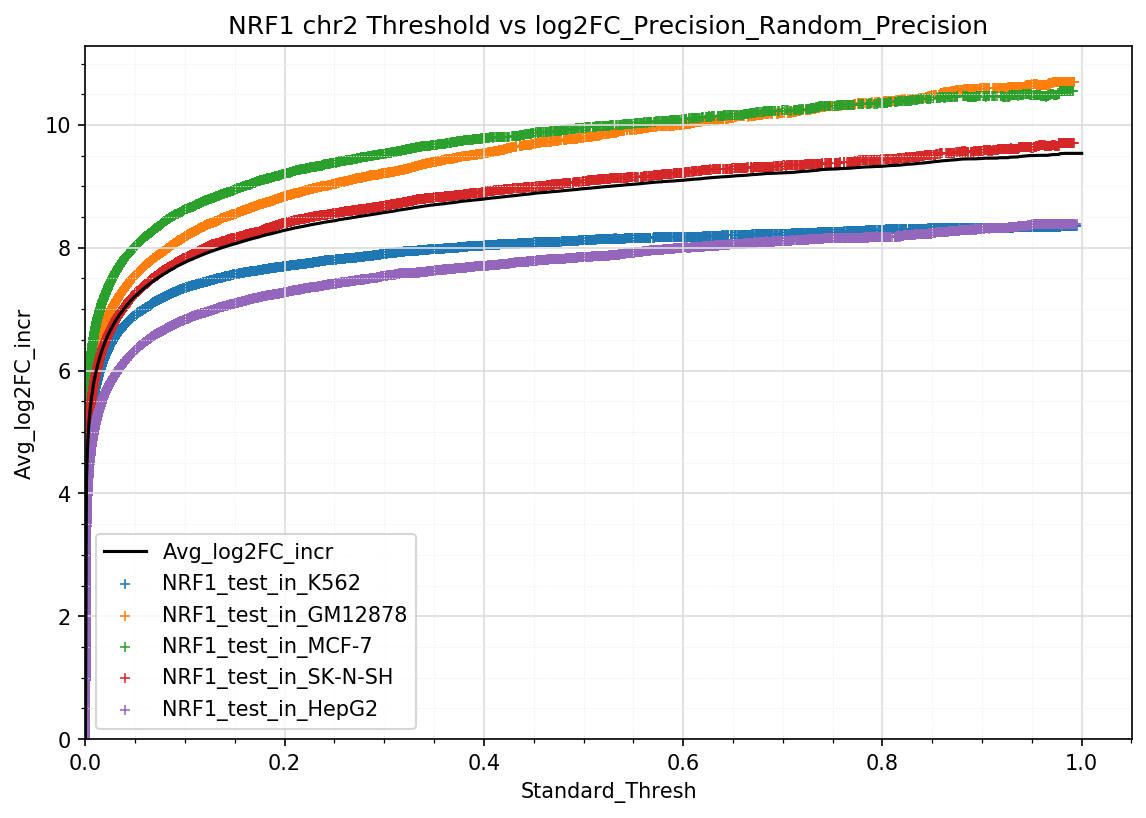 NRF1 chr2 Threshold vs log2FC_Precision_Random_Precision
Avg_log2FC_incr
10
8
6
4
2
0
Avg_log2FC_incr
NRF1_test_in_K562
NRF1_test_in_GM12878
NRF1_test_in_MCF-7
NRF1_test_in_SK-N-SH
NRF1_test_in_HepG2
0.0 0.2 0.4 0.6 0.8 1.0
Standard_Thresh